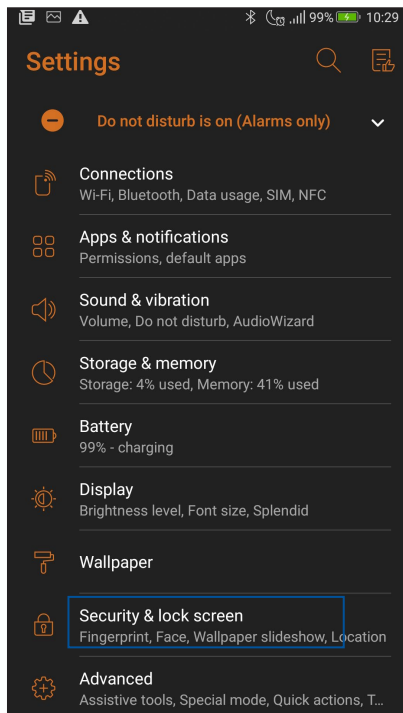 99% 10:29
Settings
Do not disturb is on (Alarms only)
Connections
Wi-Fi, Bluetooth, Data usage, SIM, NFC
Apps & notifications
Permissions, default apps
Sound & vibration
Volume, Do not disturb, AudioWizard
Storage & memory
Storage: 4% used, Memory: 41% used
Battery
99% - charging
Display
Brightness level, Font size, Splendid
Wallpaper
Security & lock screen
Fingerprint, Face, Wallpaper slideshow, Location
Advanced
Assistive tools, Special mode, Quick actions, T...